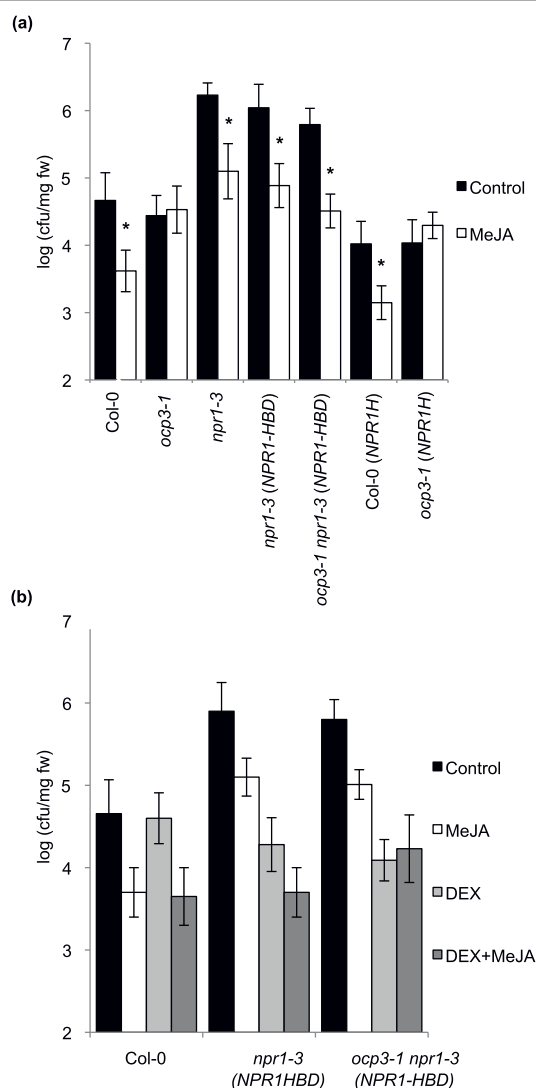 (a)
7
6
5
4
3
2
log (cfu/mg fw)
*
*
*
*
*
Control
MeJA
Col-0
ocp3-1
npr1-3
npr1-3 (NPR1-HBD)
ocp3-1 npr1-3 (NPR1-HBD)
Col-0 (NPR1H)
ocp3-1 (NPR1H)
(b)
7
6
5
4
3
2
log (cfu/mg fw)
Control
MeJA
DEX
DEX+MeJA
Col-0
npr1-3
(NPR1HBD)
ocp3-1 npr1-3
(NPR1-HBD)